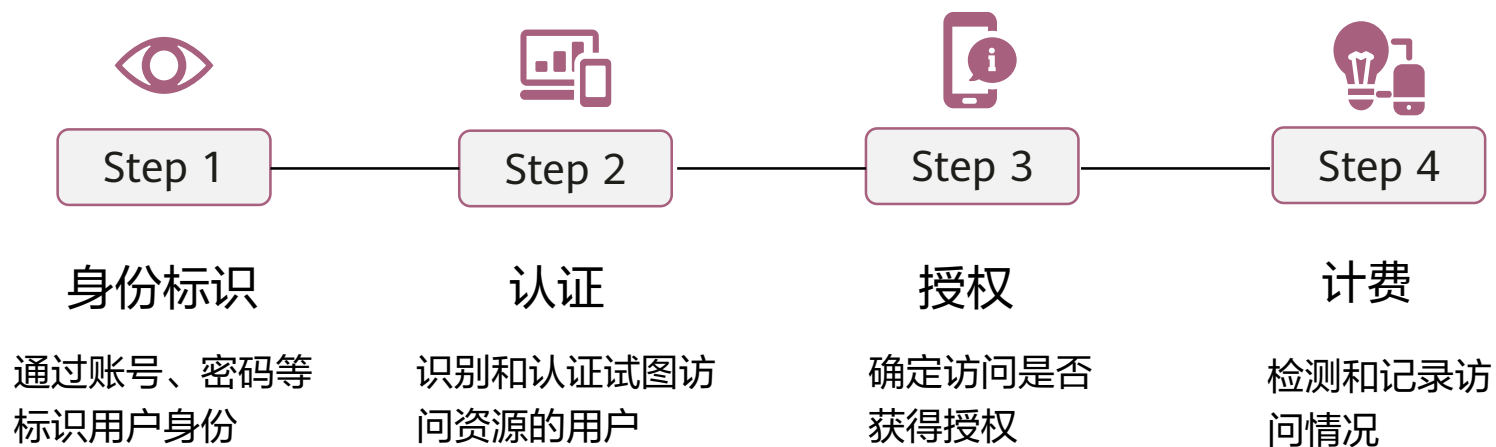 Step 1
Step 2
Step 3
Step 4
身份标识
认证
授权
计费
通过账号、密码等
标识用户身份
识别和认证试图访
问资源的用户
确定访问是否
获得授权
检测和记录访
问情况